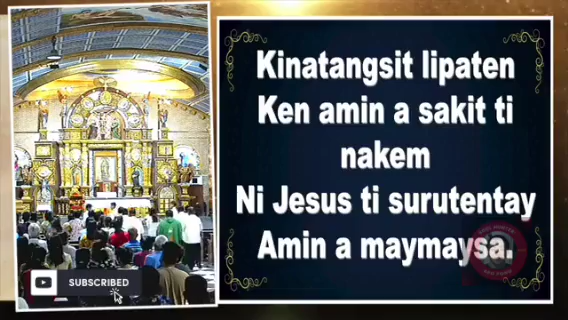 Kinatangsit lipaten
Ken amin a sakit ti
nakem
Ni Jesus ti surutentay
Amin a maymaysa.
SUBSCRIBED